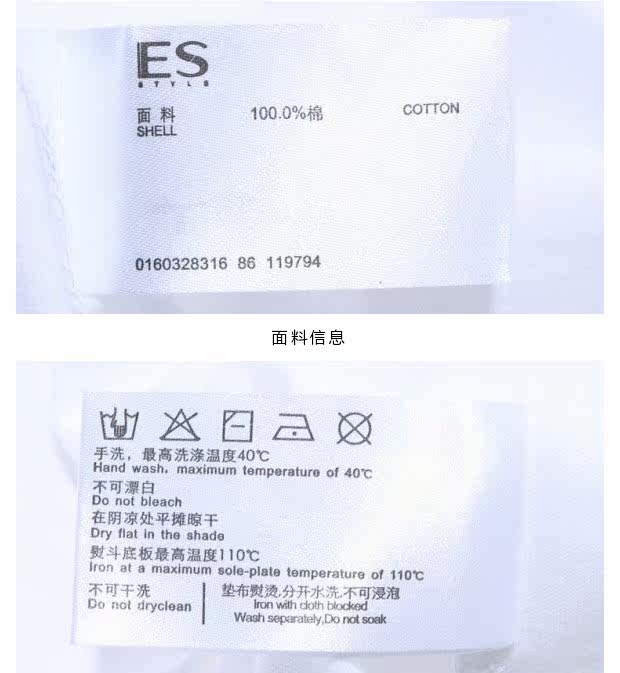 ES
STYLE
面料 100.0%棉 COTTON
SHELL
0160328316 86 119794
面料信息
手洗，最高洗涤温度40℃
Hand wash, maximum temperature of 40℃
不可漂白
Do not bleach
在阴凉处平摊晾干
Dry flat in the shade
熨斗底板最高温度110℃
Iron at a maximum sole-plate temperature of 110℃
不可干洗
Do not dryclean
垫布熨烫,分开水洗,不可浸泡
Iron with cloth blocked
Wash separately,Do not soak